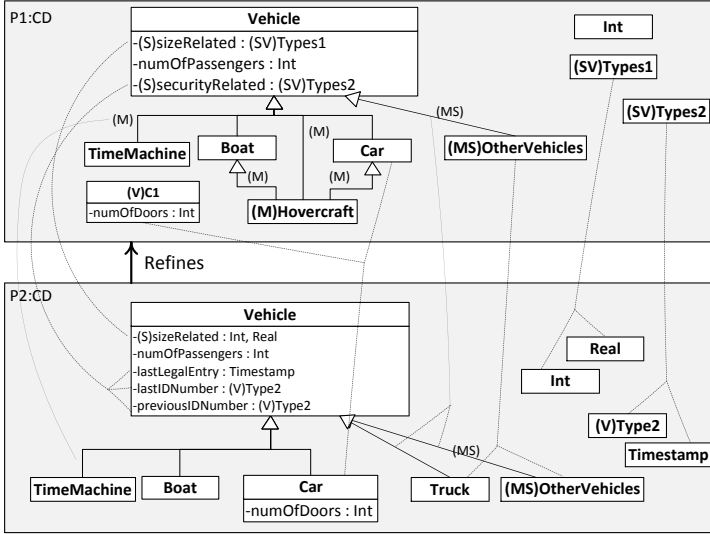 P1:CD
Vehicle
-(S)sizeRelated : (SV)Types1
-numOfPassengers : Int
-(S)securityRelated : (SV)Types2
Int
(SV)Types1
(SV)Types2
(M)
(M)
(MS)
TimeMachine
Boat
Car
(MS)OtherVehicles
(M)
(M)
(V)C1
-numOfDoors : Int
(M)Hovercraft
Refines
P2:CD
Vehicle
-(S)sizeRelated : Int, Real
-numOfPassengers : Int
-lastLegalEntry : Timestamp
-lastIDNumber : (V)Type2
-previousIDNumber : (V)Type2
Real
Int
(V)Type2
Timestamp
(MS)
TimeMachine
Boat
Car
-numOfDoors : Int
Truck
(MS)OtherVehicles